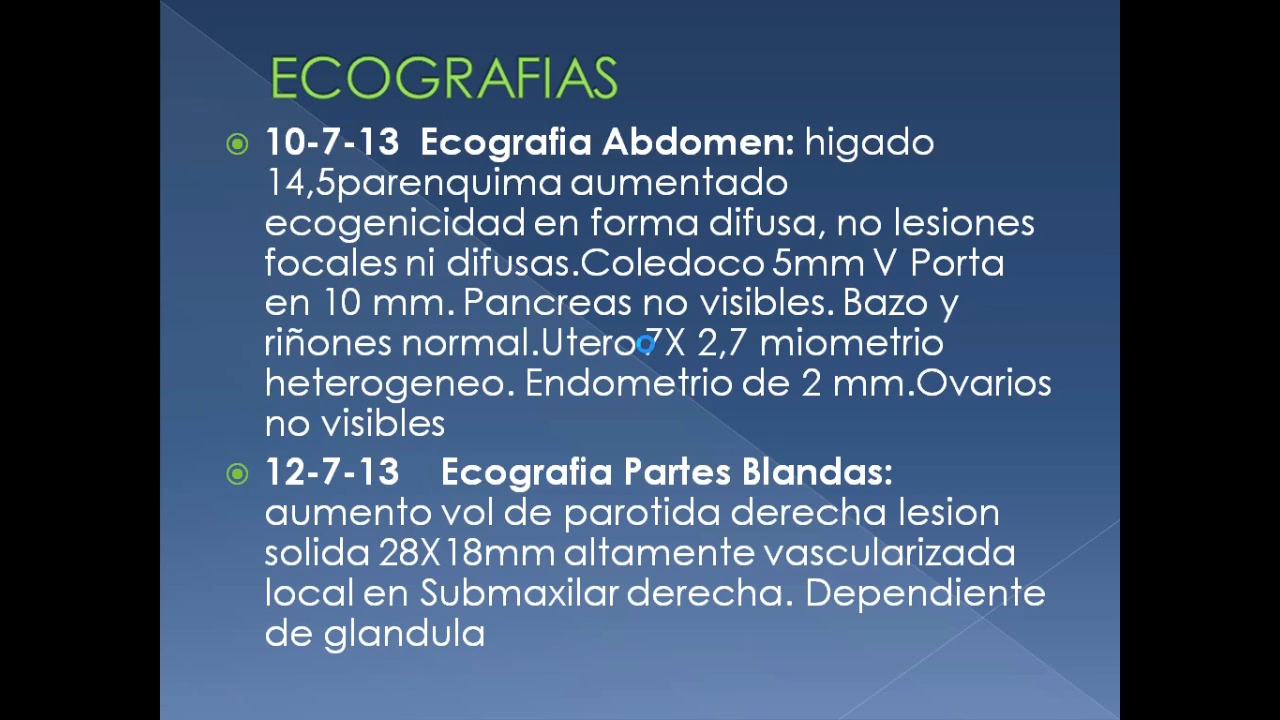 ECOGRAFIAS
10-7-13 Ecografia Abdomen: higado
14,5parenquima aumentado
ecogenicidad en forma difusa, no lesiones
focales ni difusas.Coledoco 5mm V Porta
en 10 mm. Pancreas no visibles. Bazo y
riñones normal.Utero 7X 2,7 miometrio
heterogeneo. Endometrio de 2 mm.Ovarios
no visibles
12-7-13 Ecografia Partes Blandas:
aumento vol de parotida derecha lesion
solida 28X18mm altamente vascularizada
local en Submaxilar derecha. Dependiente
de glandula